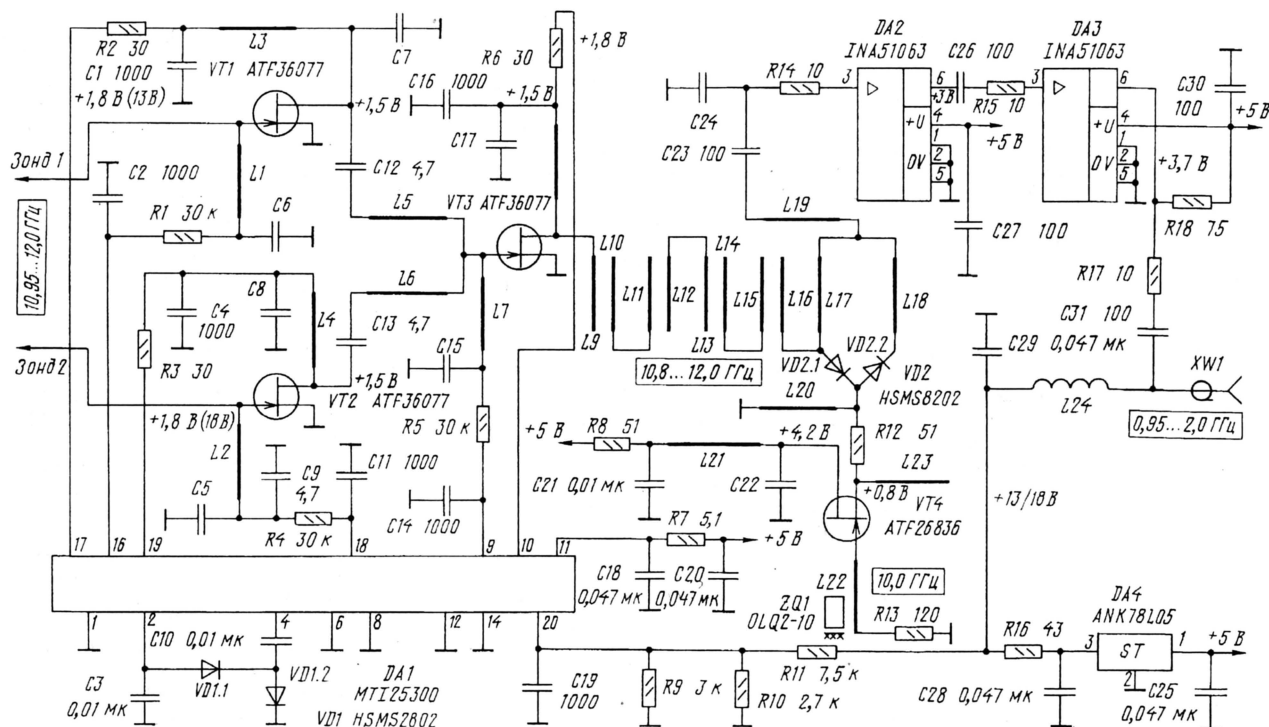 R2 30
L3
C7
C1 1000
VT1 ATF36077
+1,8 В (13В)
+1,5 В
C16
1000
R6 30
+1,8 В
+1,5 В
C17
Зонд 1
10,95...12,0 ГГц
C2 1000
L1
C12 4,7
R1 30 к
C6
L5
VT3 ATF36077
C4
1000
C8
L4
L6
C13 4,7
L7
R3 30
Зонд2
+1,8 В (18В)
+1,5 В
VT2
ATF36077
C15
R5
30 к
L2
C5
C9
4,7
C11 1000
R4 30 к
C14 1000
17
16
19
18
9
10
11
1
2
4
6
8
12
14
20
C10 0,01 мк
C3
0,01 мк
VD1.1
VD1.2
DA1
MTI25300
VD1 HSMS2802
L10
L9
L11
L12
L14
L13
L15
L16
L17
L18
L19
10,8...12,0 ГГц
VD2.1
VD2.2
VD2
HSMS8202
L20
C24
R14 10
C23 100
DA2
INA51063
3
6
+3В
+U
4
1
0V
2
5
C26 100
R15 10
+5 В
C27 100
DA3
INA51063
3
6
+U
4
1
0V
2
5
C30
100
+5 В
+3,7 В
R18 75
R17 10
C31 100
C29
0,047 мк
XW1
L24
0,95...2,0 ГГц
+5 В
R8 51
+4,2 В
L21
C21 0,01 мк
C22
R12 51
L23
+0,8 В
VT4
ATF26836
+13/18 В
R7 5,1
+5 В
C18
0,047 мк
C20
0,047 мк
L22
ZQ1
OLQZ-10
10,0 ГГц
R13 120
C19
1000
R9 3 к
R10 2,7 к
R11 7,5 к
R16 43
DA4
ANK78L05
3
ST
1
2
+5 В
C28 0,047 мк
C25
0,047 мк